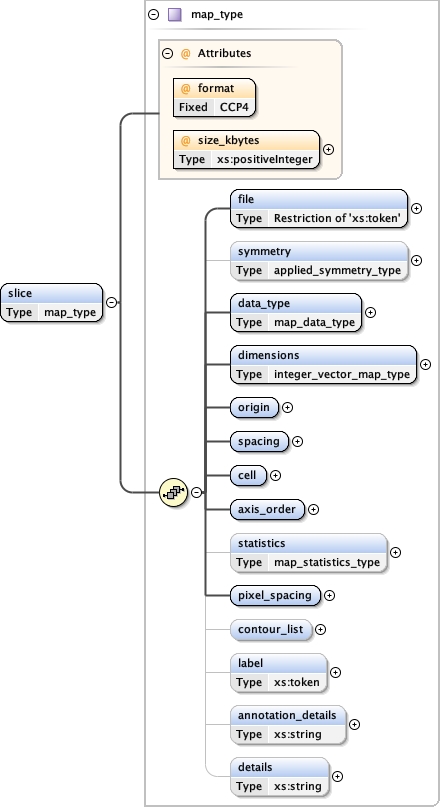 map_type
@ Attributes
@ format
Fixed CCP4
@ size_kbytes
Type xs:positiveInteger
file
Type Restriction of 'xs:token'
symmetry
Type applied_symmetry_type
slice
Type map_type
data_type
Type map_data_type
dimensions
Type integer_vector_map_type
origin
spacing
cell
axis_order
statistics
Type map_statistics_type
pixel_spacing
contour_list
label
Type xs:token
annotation_details
Type xs:string
details
Type xs:string